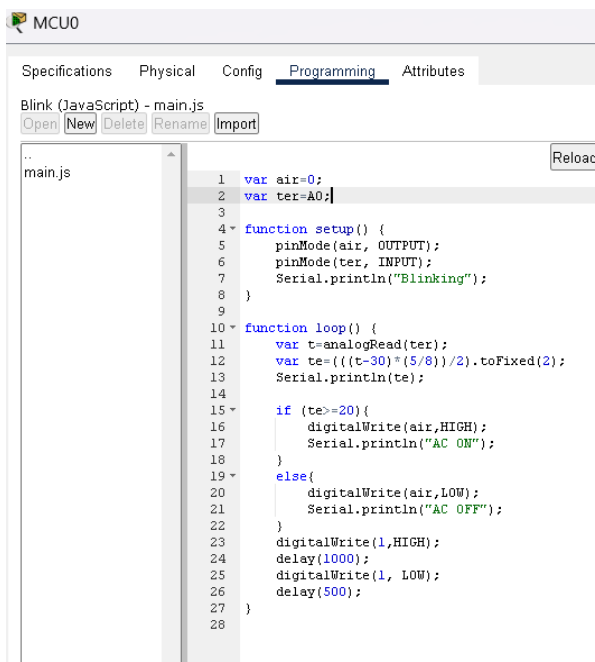 MCU0
Specifications Physical Config Programming Attributes
Blink (JavaScript) - main.js
Open New Delete Rename Import
Reload
..
main.js
1 var air=0;
2 var ter=A0;
3
4 function setup() {
5 pinMode(air, OUTPUT);
6 pinMode(ter, INPUT);
7 Serial.println("Blinking");
8 }
9
10 function loop() {
11 var t=analogRead(ter);
12 var te=(((t-30)*(5/8))/2).toFixed(2);
13 Serial.println(te);
14
15 if (te>=20){
16 digitalWrite(air,HIGH);
17 Serial.println("AC ON");
18 }
19 else{
20 digitalWrite(air,LOW);
21 Serial.println("AC OFF");
22 }
23 digitalWrite(1,HIGH);
24 delay(1000);
25 digitalWrite(1, LOW);
26 delay(500);
27 }
28